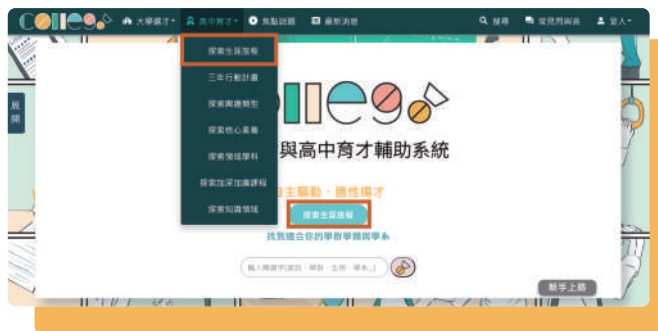 ColleGo
大學選才 高中育才 焦點話題 最新消息 搜尋 常見問與答 登入
探索生涯旅程
三年行動計畫
探索興趣類型
探索核心素養
探索領域學科
探索加深加廣課程
探索知識領域
展開
與高中育才輔助系統
自主驅動．適性揚才
探索生涯旅程
找到適合你的學群學類與學系
新手上路